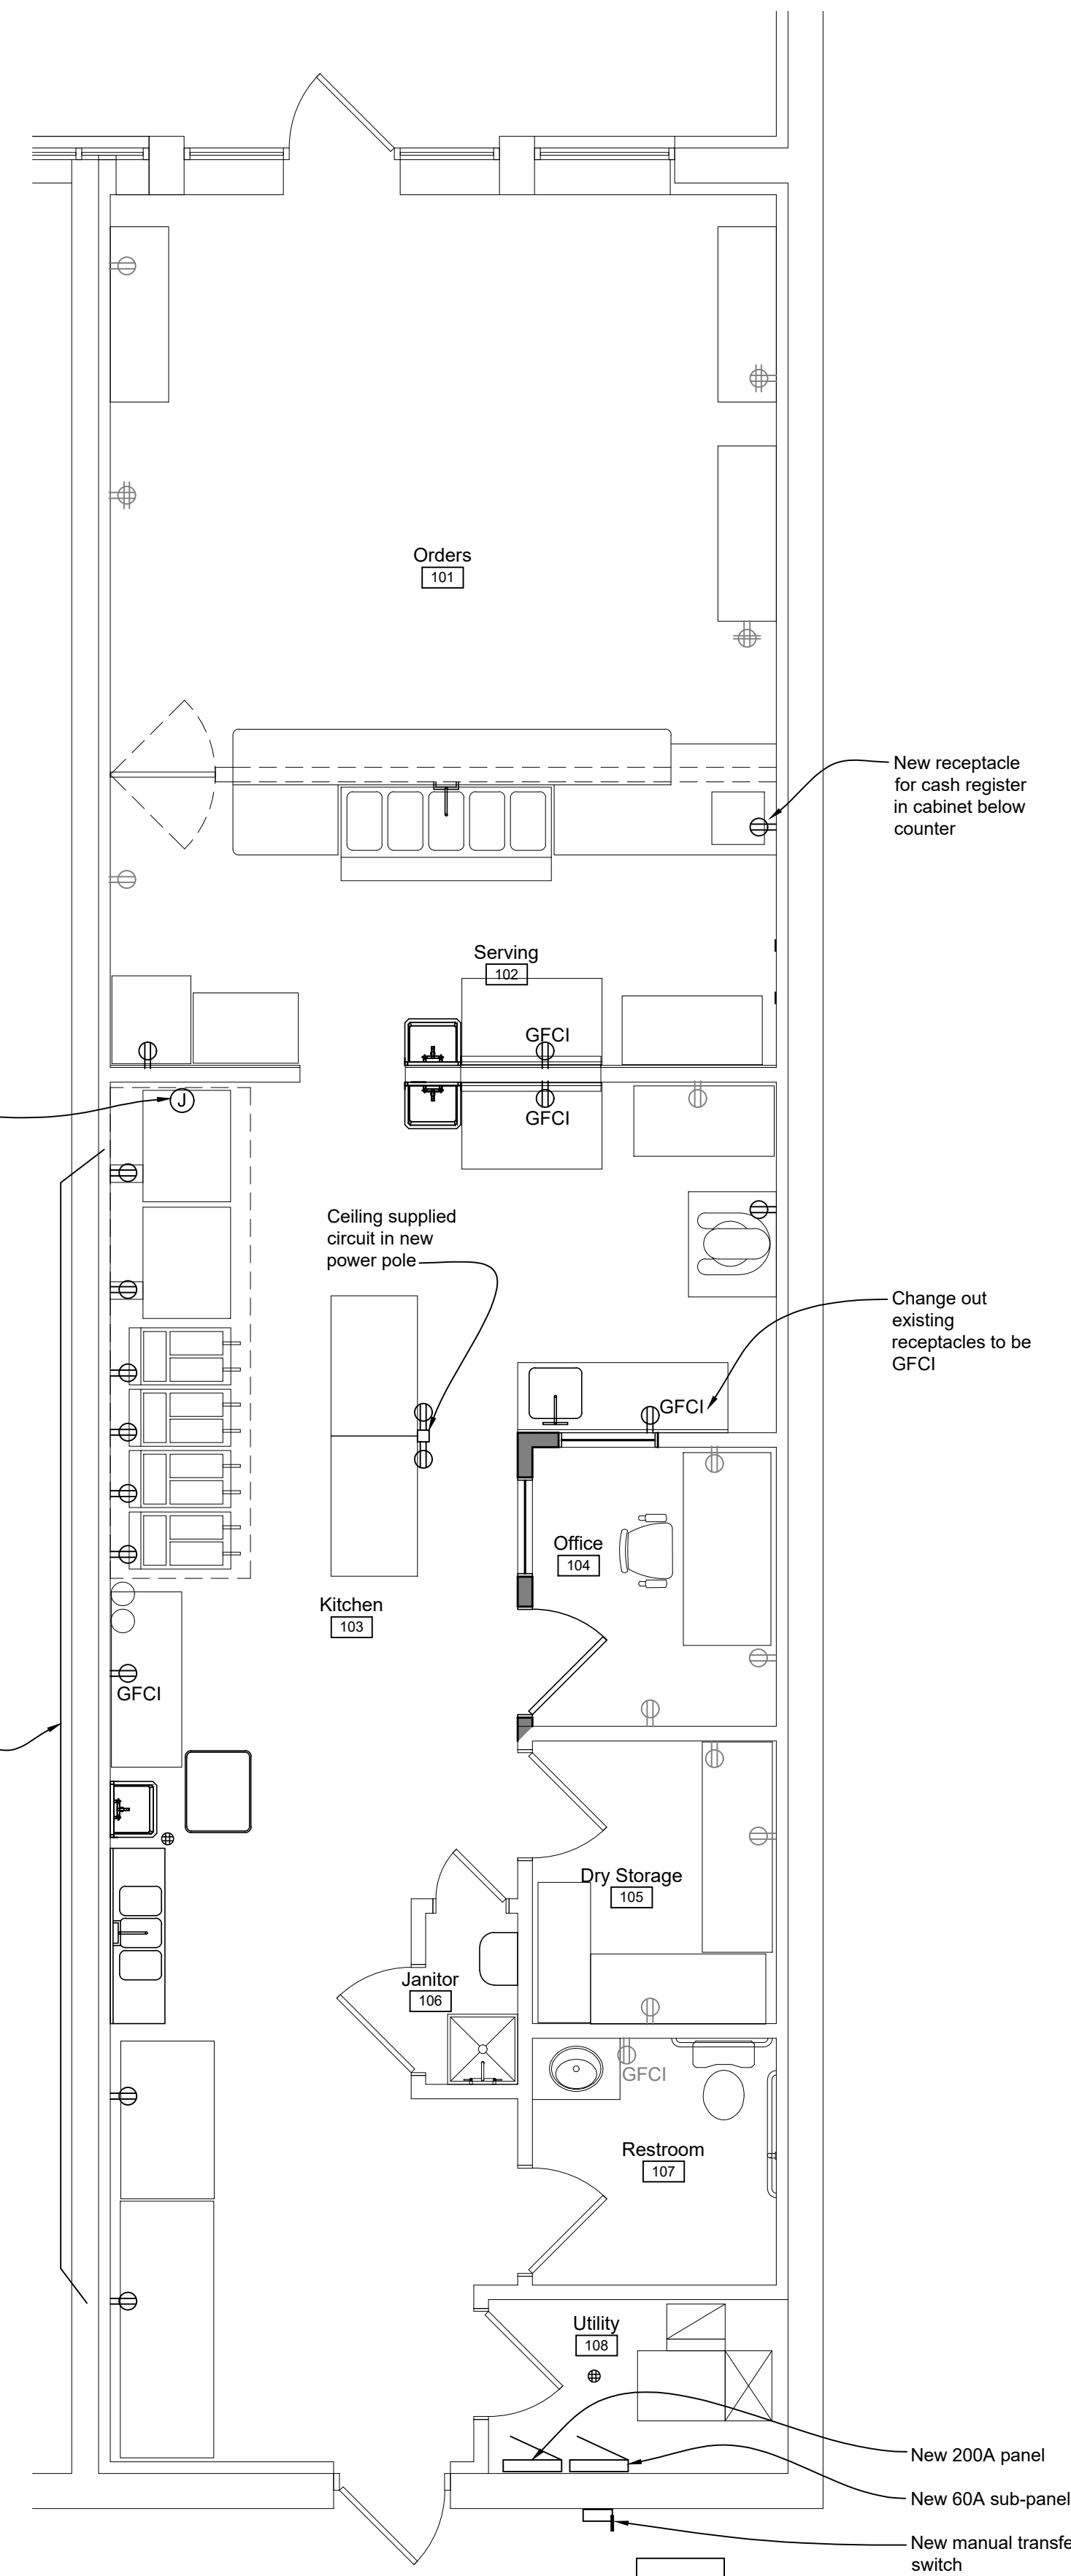 Orders
101
New receptacle
for cash register
in cabinet below
counter
Serving
102
GFCI
GFCI
J
Ceiling supplied
circuit in new
power pole
Change out
existing
receptacles to be
GFCI
GFCI
Office
104
Kitchen
103
GFCI
Dry Storage
105
Janitor
106
GFCI
Restroom
107
Utility
108
New 200A panel
New 60A sub-panel
New manual transfe
switch